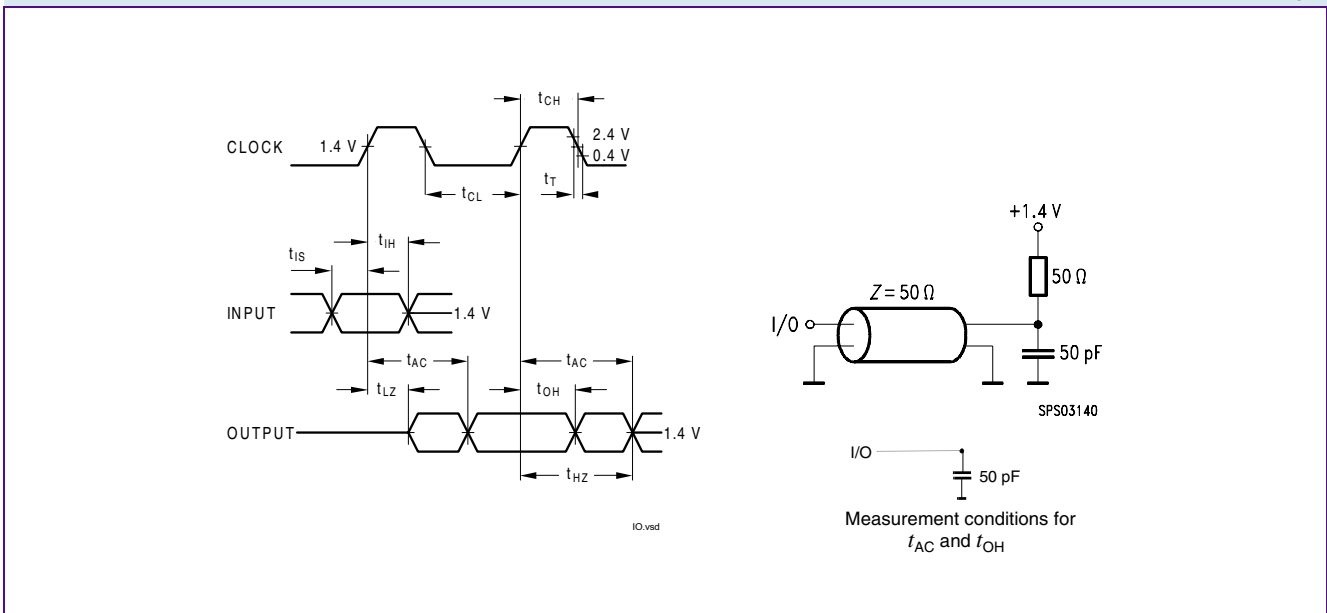 tCH
2.4 V
CLOCK 1.4 V
0.4 V
tT
tCL
+1.4 V
tIH
tIS
50 Ω
Z = 50 Ω
INPUT 1.4 V
I/O
50 pF
tAC tAC
tLZ tOH
SPS03140
OUTPUT 1.4 V
I/O
tHZ
50 pF
IO.vsd
Measurement conditions for
tAC and tOH